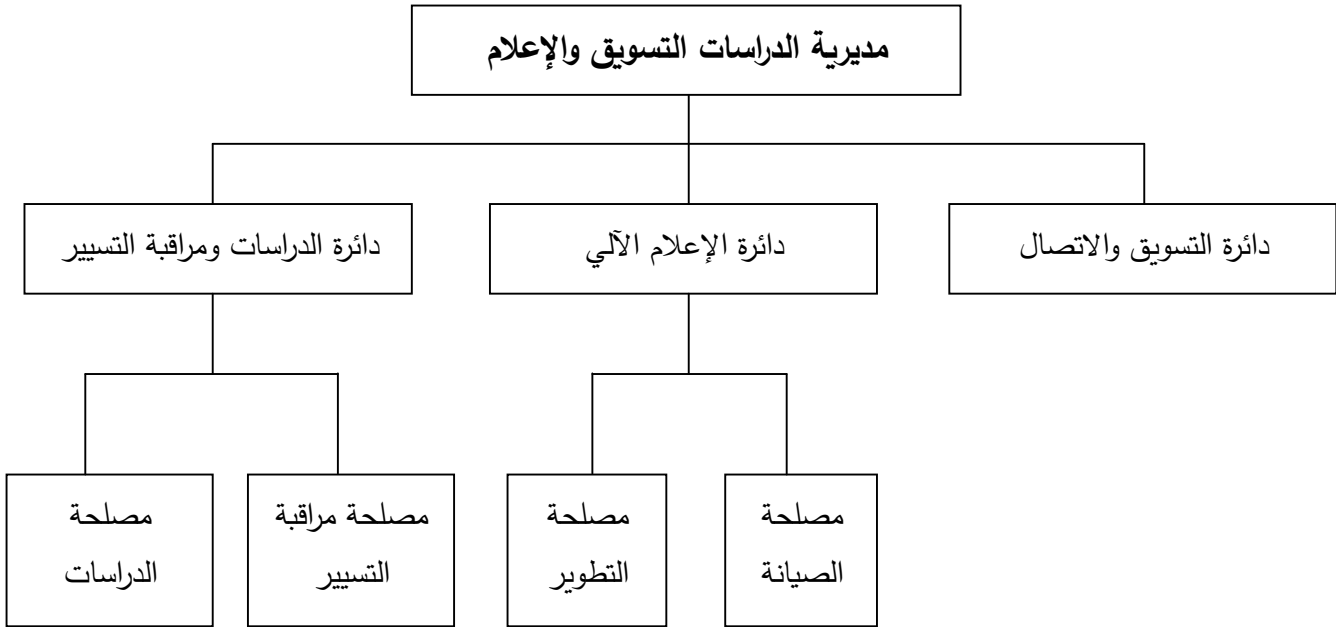 مديرية الدراسات التسويق والإعلام
دائرة التسويق والاتصال
دائرة الإعلام الآلي
دائرة الدراسات ومراقبة التسيير
مصلحة
الصيانة
مصلحة
التطوير
مصلحة مراقبة
التسيير
مصلحة
الدراسات